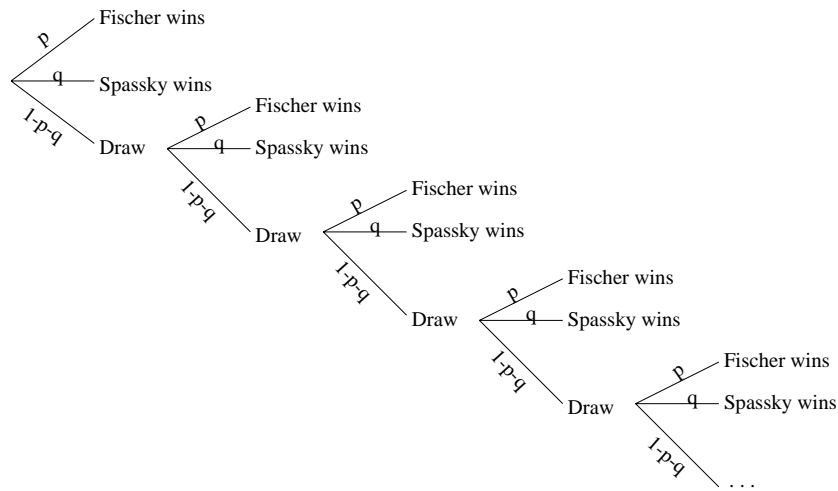 Fischer wins
p
q
Spassky wins
1-p-q
Draw
Fischer wins
p
q
Spassky wins
1-p-q
Draw
Fischer wins
p
q
Spassky wins
1-p-q
Draw
Fischer wins
p
q
Spassky wins
1-p-q
Draw
Fischer wins
p
q
Spassky wins
1-p-q
...